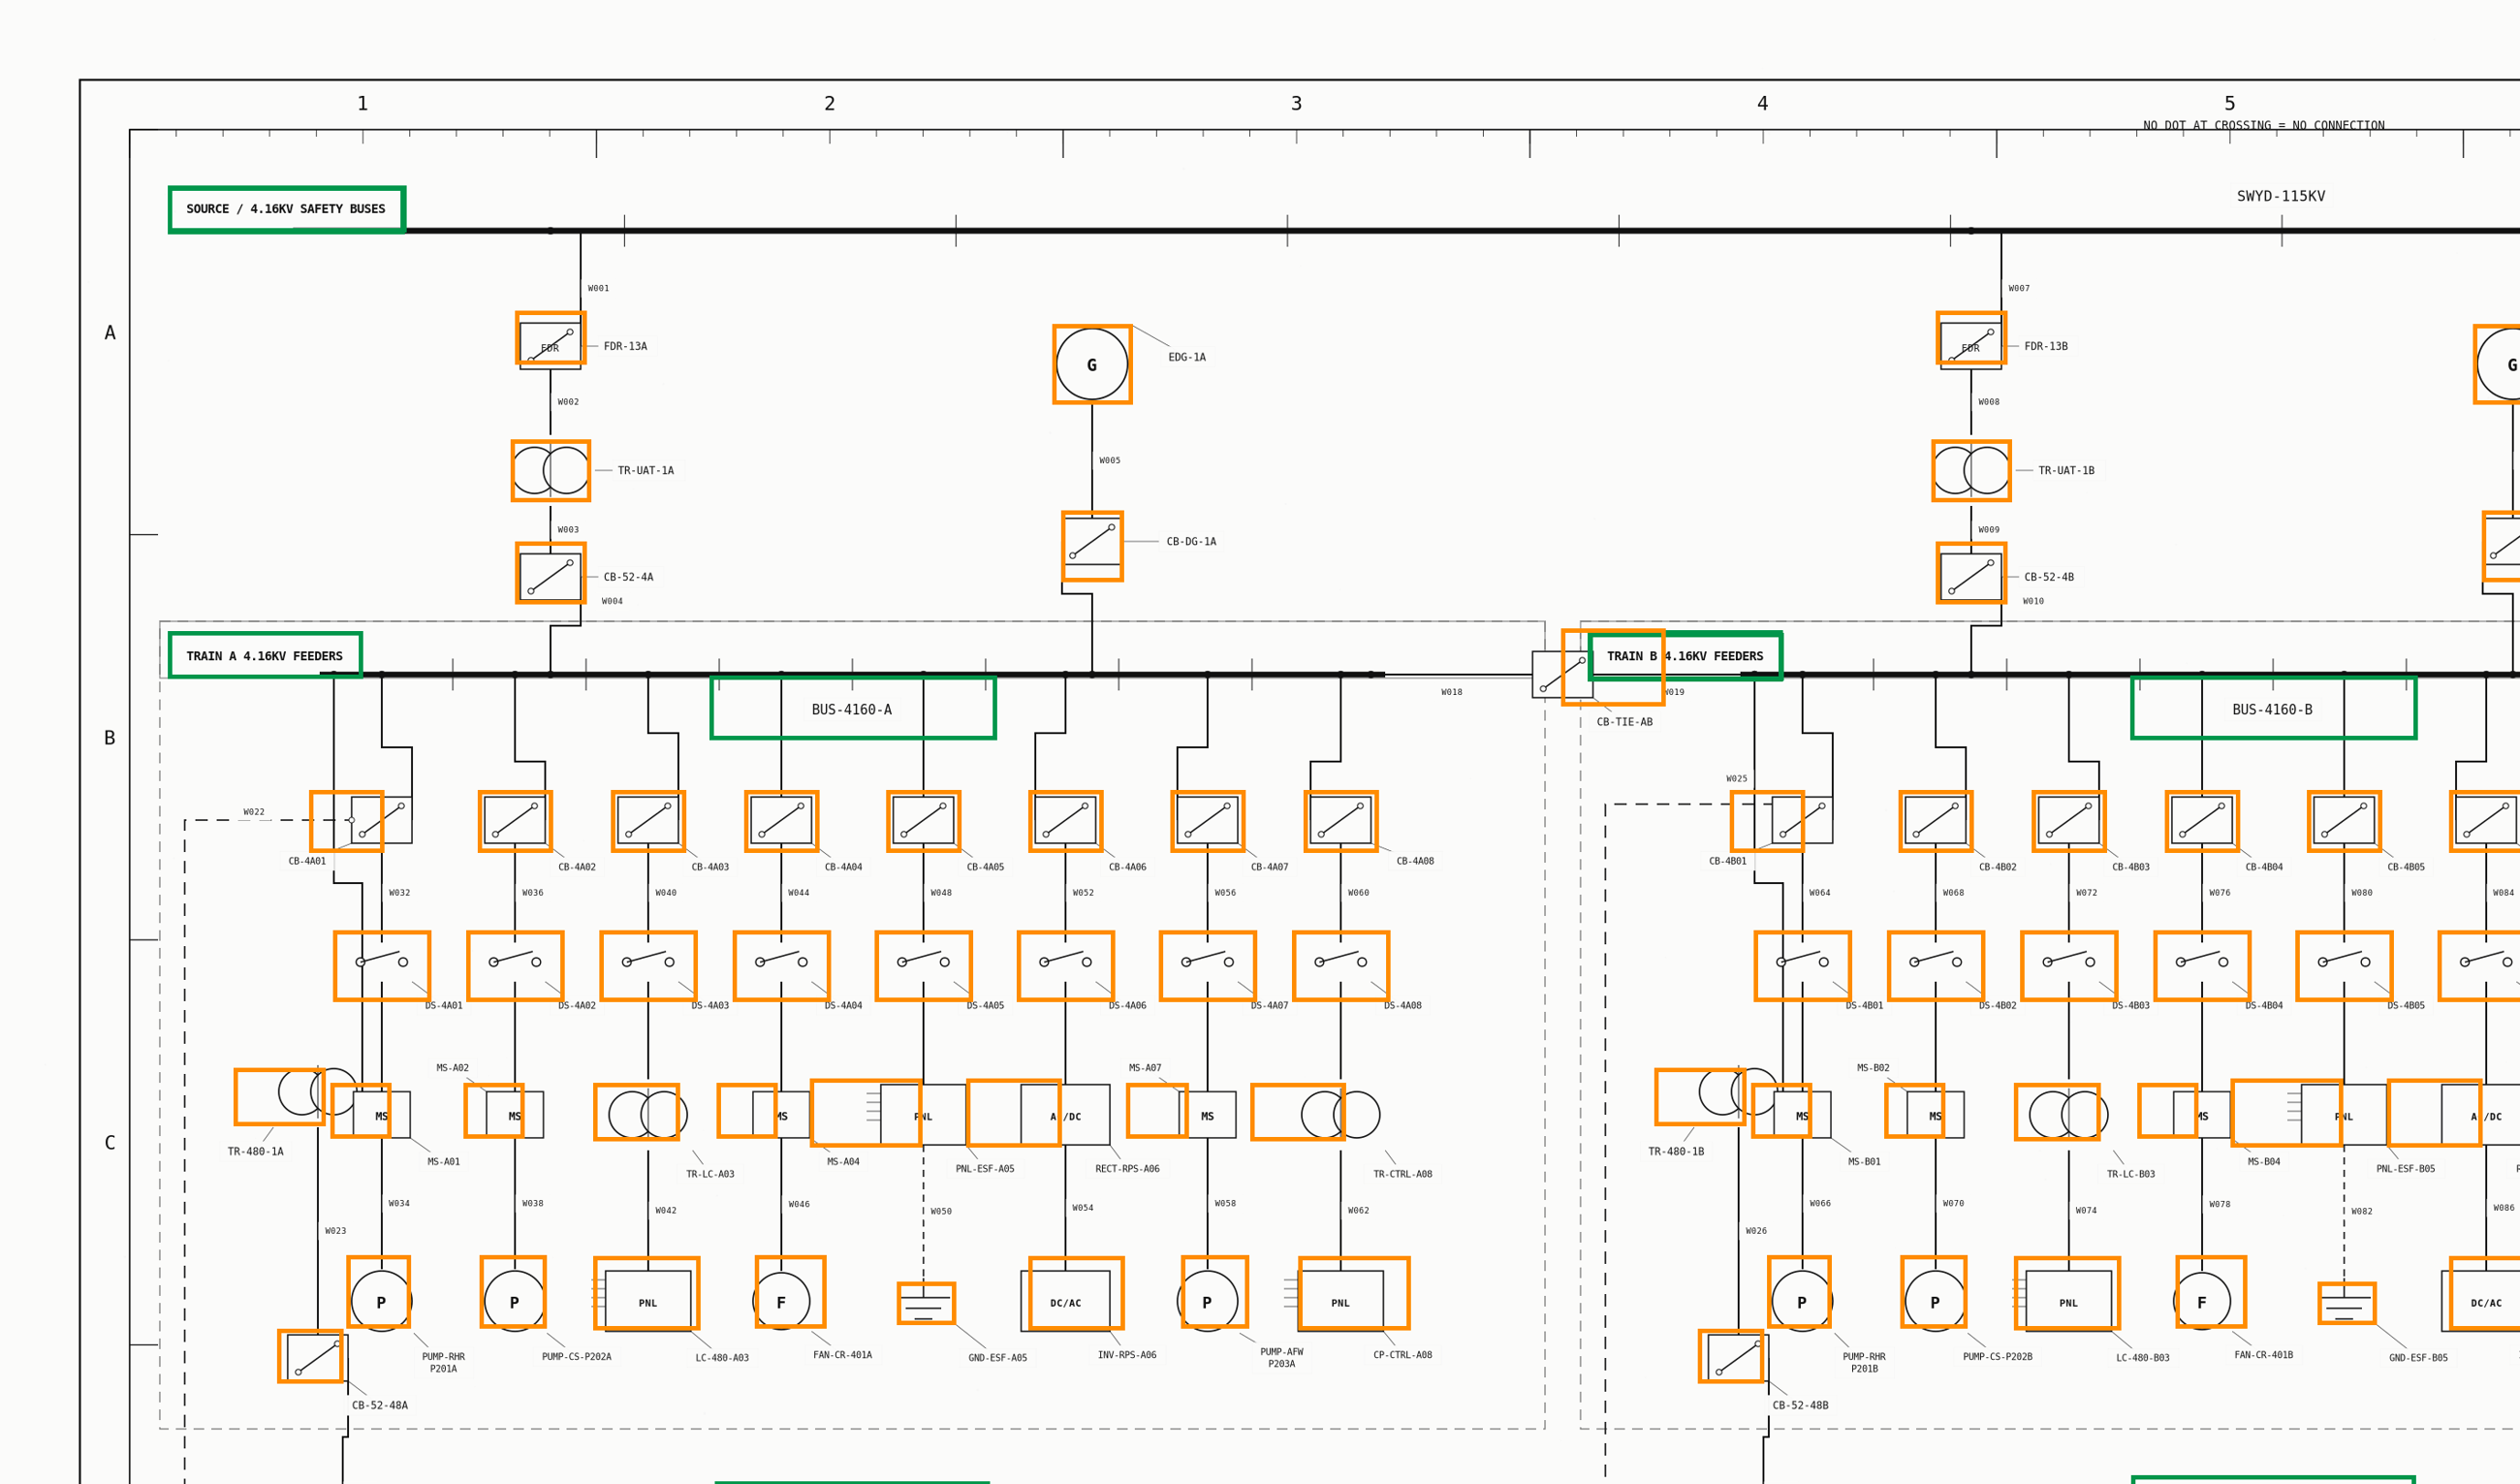 1 2 3 4 5
NO DOT AT CROSSING = NO CONNECTION
SOURCE / 4.16KV SAFETY BUSES
SWYD-115KV
W001 W007
A
FDR FDR-13A
EDG-1A
G
FDR FDR-13B
G
W002 W008
W005
TR-UAT-1A TR-UAT-1B
W003 W009
CB-DG-1A
CB-52-4A CB-52-4B
W004 W010
TRAIN A 4.16KV FEEDERS TRAIN B 4.16KV FEEDERS
W018 W019
BUS-4160-A CB-TIE-AB BUS-4160-B
B
W025
W022
CB-4A01 CB-4A02 CB-4A03 CB-4A04 CB-4A05 CB-4A06 CB-4A07 CB-4A08 CB-4B01 CB-4B02 CB-4B03 CB-4B04 CB-4B05
W032 W036 W040 W044 W048 W052 W056 W060 W064 W068 W072 W076 W080 W084
DS-4A01 DS-4A02 DS-4A03 DS-4A04 DS-4A05 DS-4A06 DS-4A07 DS-4A08 DS-4B01 DS-4B02 DS-4B03 DS-4B04 DS-4B05
MS-A02 MS-A07 MS-B02
MS MS MS PNL AC/DC MS MS MS MS PNL AC/DC
C
TR-480-1A MS-A01 TR-LC-A03 MS-A04 PNL-ESF-A05 RECT-RPS-A06 TR-CTRL-A08 TR-480-1B MS-B01 TR-LC-B03 MS-B04 PNL-ESF-B05
W023 W034 W038 W042 W046 W050 W054 W058 W062 W026 W066 W070 W074 W078 W082 W086
P P PNL F DC/AC P PNL P P PNL F DC/AC
PUMP-RHR
P201A
PUMP-CS-P202A LC-480-A03 FAN-CR-401A GND-ESF-A05 INV-RPS-A06
PUMP-AFW
P203A
CP-CTRL-A08
PUMP-RHR
P201B
PUMP-CS-P202B LC-480-B03 FAN-CR-401B GND-ESF-B05
CB-52-48A CB-52-48B